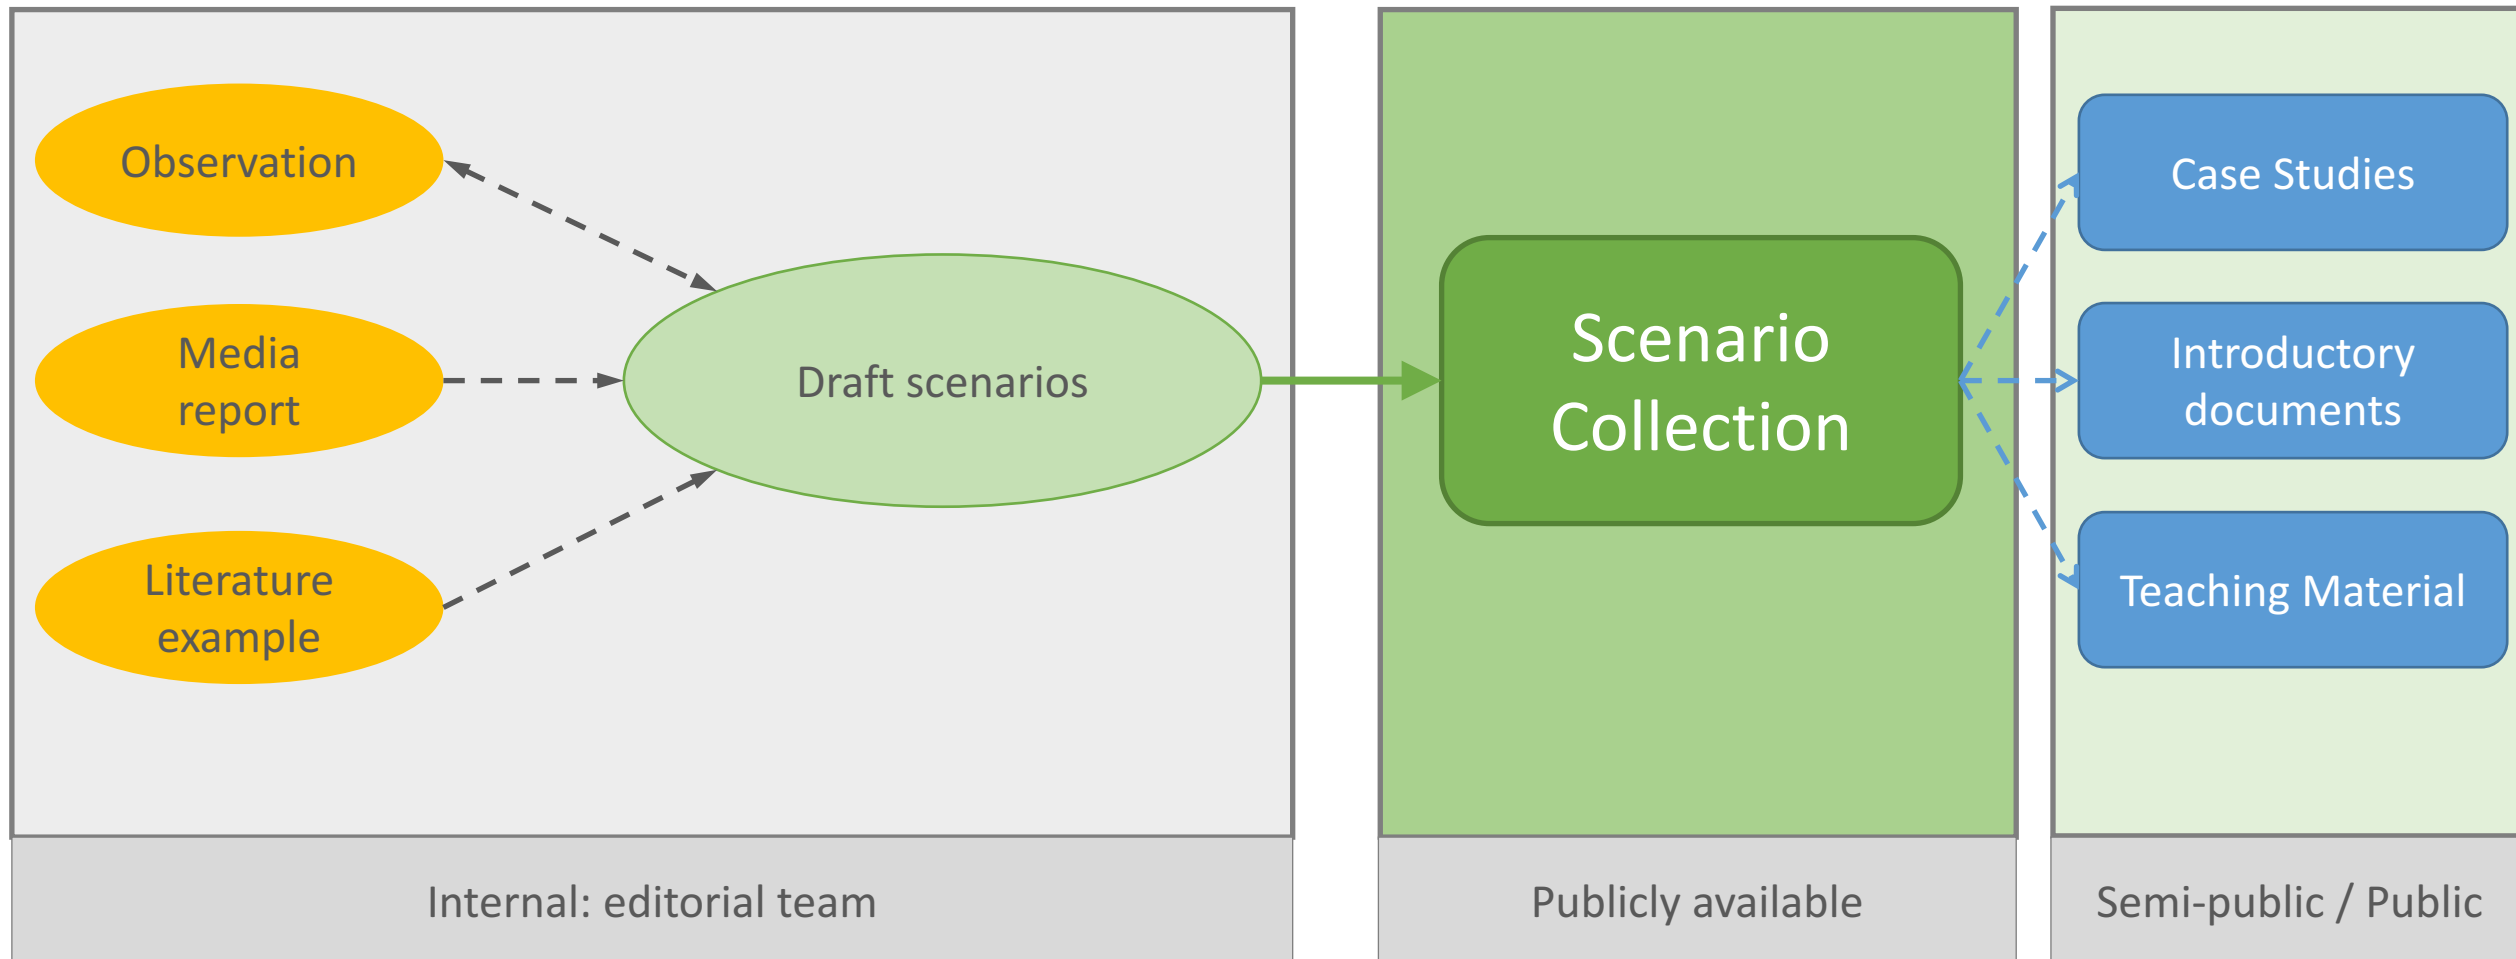 Observation
Media
report
Literature
example
Draft scenarios
Internal: editorial team
Scenario
Collection
Publicly available
Case Studies
Introductory
documents
Teaching Material
Semi-public / Public